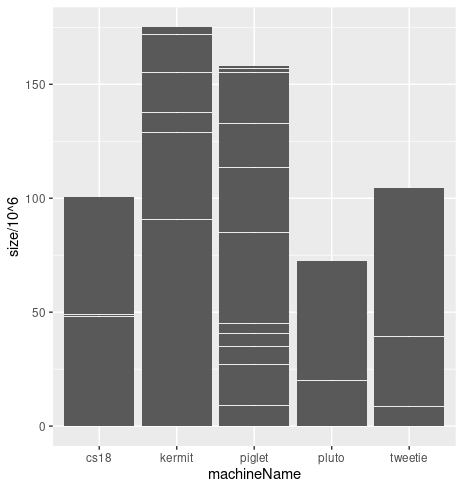 size/10^6
150
100
50
0
cs18
kermit
piglet
pluto
tweetie
machineName